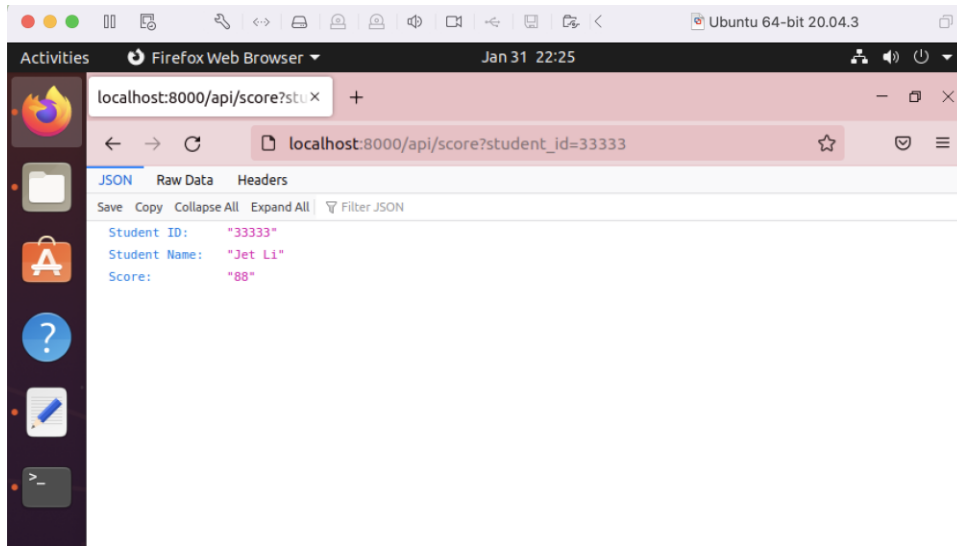 Ubuntu 64-bit 20.04.3
Activities Firefox Web Browser Jan 31 22:25
localhost:8000/api/score?stu
localhost:8000/api/score?student_id=33333
JSON Raw Data Headers
Save Copy Collapse All Expand All Filter JSON
Student ID: "33333"
Student Name: "Jet Li"
Score: "88"